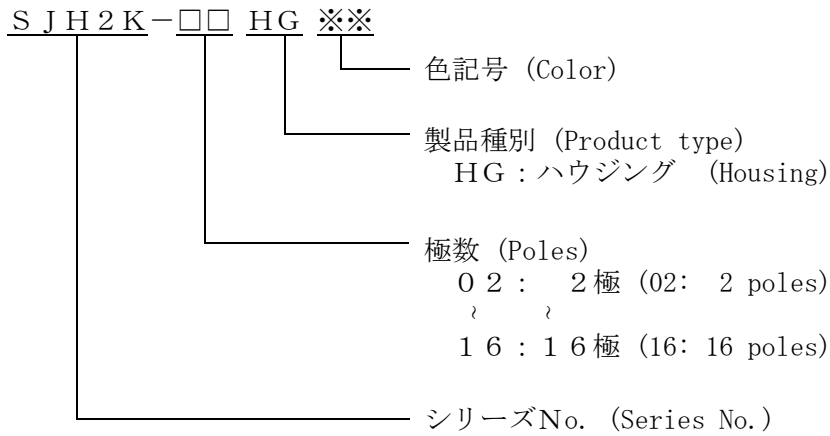 ＳＪＨ２Ｋ－□□ ＨＧ ※※
色記号 (Color)
製品種別 (Product type)
ＨＧ：ハウジング (Housing)
極数 (Poles)
０２： ２極 (02: 2 poles)
～ ～
１６：１６極 (16: 16 poles)
シリーズNo. (Series No.)